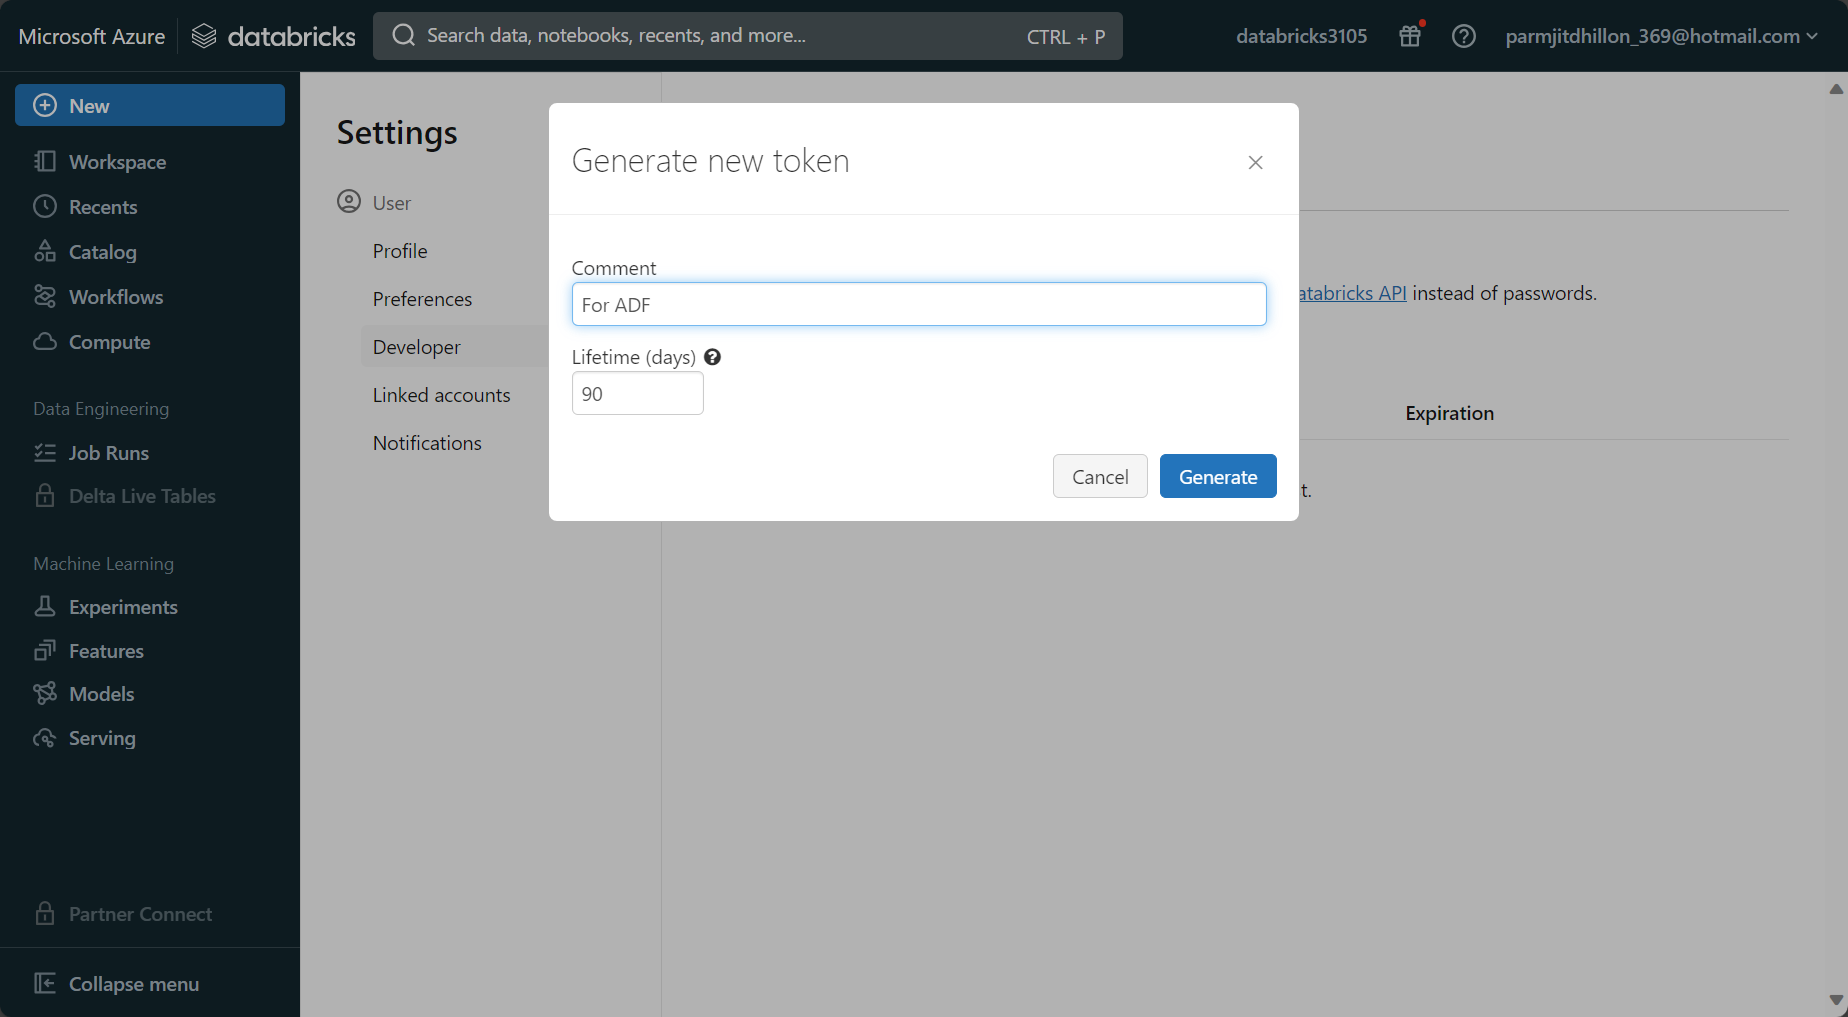 Microsoft Azure databricks Search data, notebooks, recents, and more... CTRL + P databricks3105 parmjitdhillon_369@hotmail.com
New
Workspace
Recents
Catalog
Workflows
Compute
Data Engineering
Job Runs
Delta Live Tables
Machine Learning
Experiments
Features
Models
Serving
Partner Connect
Collapse menu
Settings
User
Profile
Preferences
Developer
Linked accounts
Notifications
Generate new token
Comment
For ADF
Lifetime (days)
90
Cancel Generate
atabricks API instead of passwords.
Expiration
t.